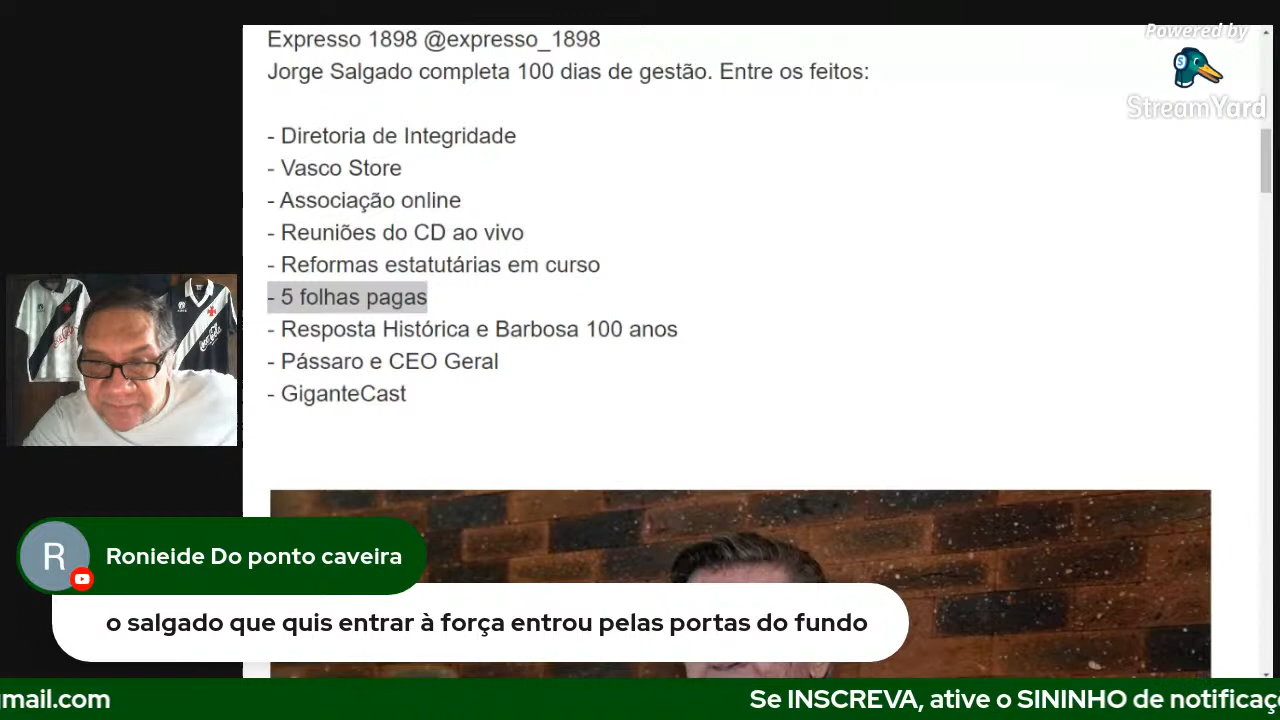 Expresso 1898 @expresso_1898
Jorge Salgado completa 100 dias de gestão. Entre os feitos:
- Diretoria de Integridade
- Vasco Store
- Associação online
- Reuniões do CD ao vivo
- Reformas estatutárias em curso
- 5 folhas pagas
- Resposta Histórica e Barbosa 100 anos
- Pássaro e CEO Geral
- GiganteCast
Powered by
StreamYard
Coca-Cola
R
Ronieide Do ponto caveira
o salgado que quis entrar à força entrou pelas portas do fundo
gmail.com
Se INSCREVA, ative o SININHO de notificaç